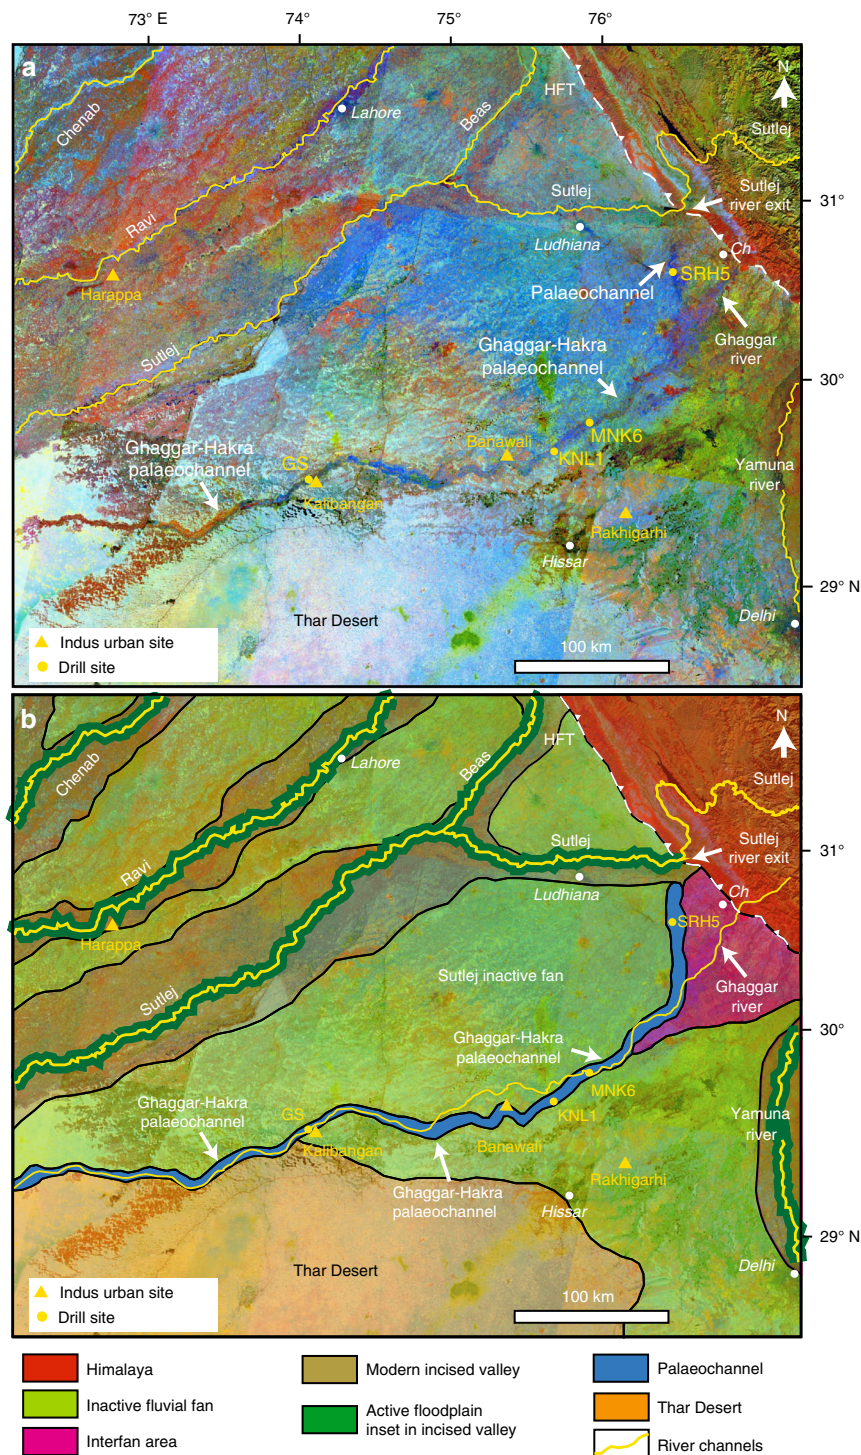 73° E
74°
75°
76°
a
N
HFT
Chenab
Lahore
Beas
Sutlej
Sutlej
Sutlej
river exit
31°
Ravi
Ludhiana
Ch
SRH5
Harappa
Palaeochannel
Ghaggar
river
Sutlej
Ghaggar-Hakra
palaeochannel
30°
MNK6
Banawali
KNL1
Ghaggar-Hakra
palaeochannel
GS
Kalibangan
Yamuna
river
Rakhigarhi
Hissar
29° N
Thar Desert
Delhi
Indus urban site
Drill site
100 km
b
N
HFT
Chenab
Lahore
Beas
Sutlej
Sutlej
Sutlej
river exit
31°
Ravi
Ludhiana
Ch
SRH5
Harappa
Sutlej inactive fan
Sutlej
Ghaggar
river
Ghaggar-Hakra
palaeochannel
30°
MNK6
Ghaggar-Hakra
palaeochannel
GS
KNL1
Yamuna
river
Kalibangan
Banawali
Rakhigarhi
Ghaggar-Hakra
palaeochannel
Hissar
29° N
Thar Desert
Delhi
Indus urban site
Drill site
100 km
Himalaya
Modern incised valley
Palaeochannel
Inactive fluvial fan
Active floodplain
inset in incised valley
Thar Desert
Interfan area
River channels